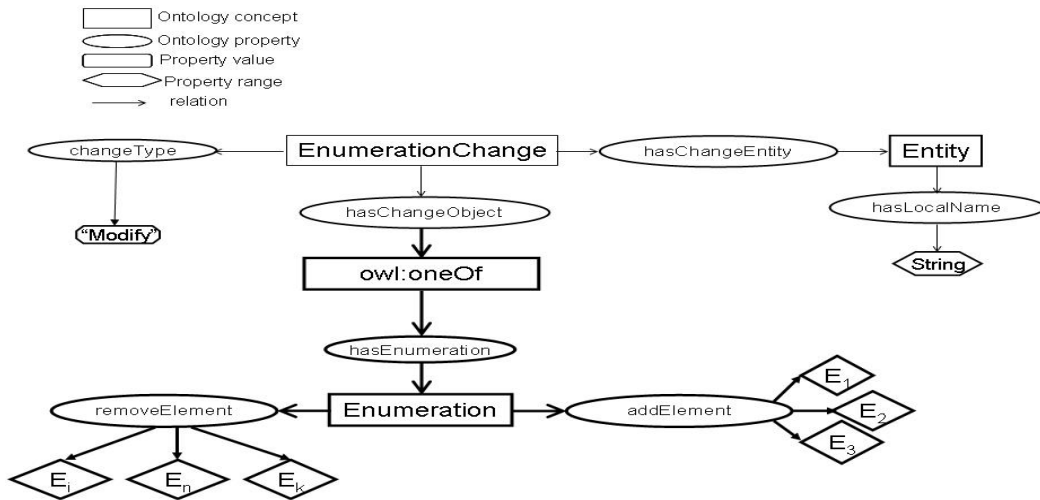 Ontology concept
Ontology property
Property value
Property range
relation
changeType
EnumerationChange
hasChangeEntity
Entity
hasChangeObject
hasLocalName
“Modify”
owl:oneOf
String
hasEnumeration
E1
removeElement
Enumeration
addElement
E2
E3
Ei
En
Ek